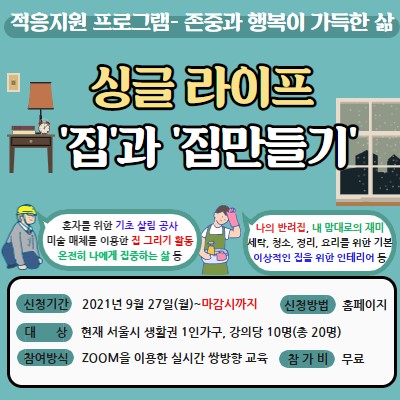 적응지원 프로그램- 존중과 행복이 가득한 삶
싱글 라이프
'집'과 '집만들기'
혼자를 위한 기초 살림 공사
미술 매체를 이용한 집 그리기 활동
온전히 나에게 집중하는 삶 등
나의 반려집, 내 맘대로의 재미
세탁, 청소, 정리, 요리를 위한 기본
이상적인 집을 위한 인테리어 등
신청기간 2021년 9월 27일(월)~마감시까지 신청방법 홈페이지
대 상 현재 서울시 생활권 1인가구, 강의당 10명(총 20명)
참여방식 ZOOM을 이용한 실시간 쌍방향 교육 참 가 비 무료